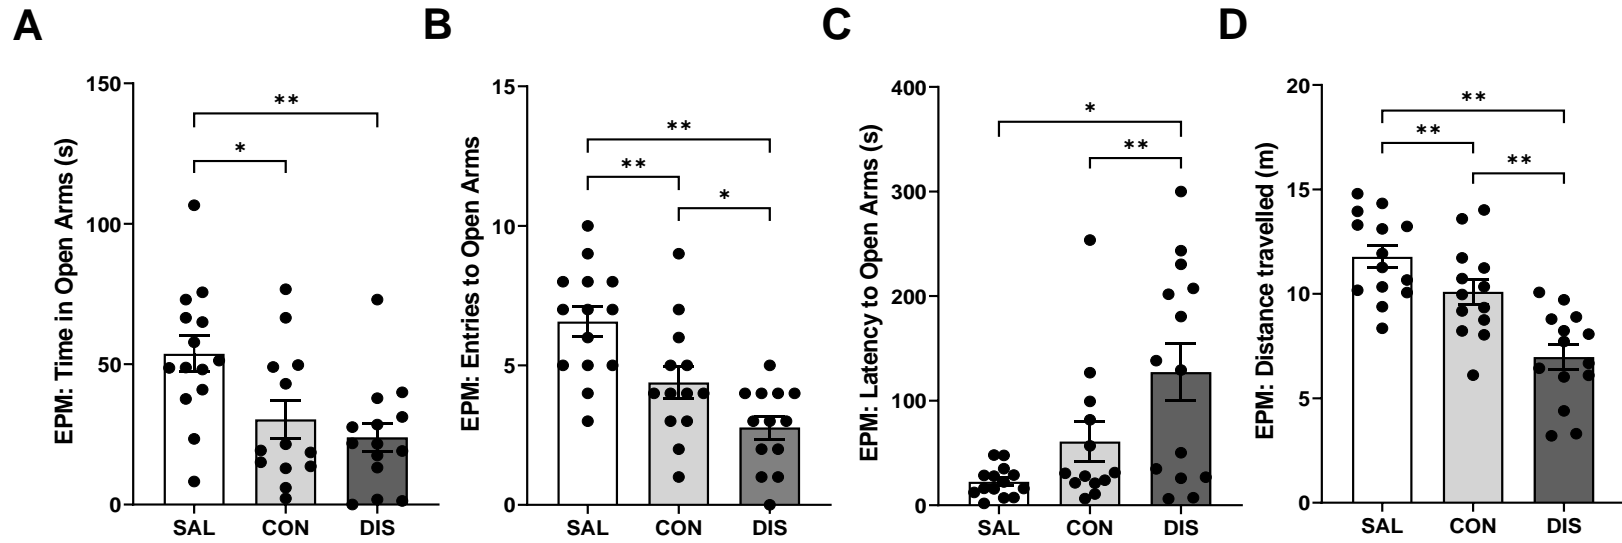 A
B
C
D
EPM: Time in Open Arms (s)
150
100
50
0
**
*
SAL
CON
DIS
EPM: Entries to Open Arms
15
10
5
0
**
**
*
SAL
CON
DIS
EPM: Latency to Open Arms (s)
400
300
200
100
0
*
**
SAL
CON
DIS
EPM: Distance travelled (m)
20
15
10
5
0
**
**
**
SAL
CON
DIS